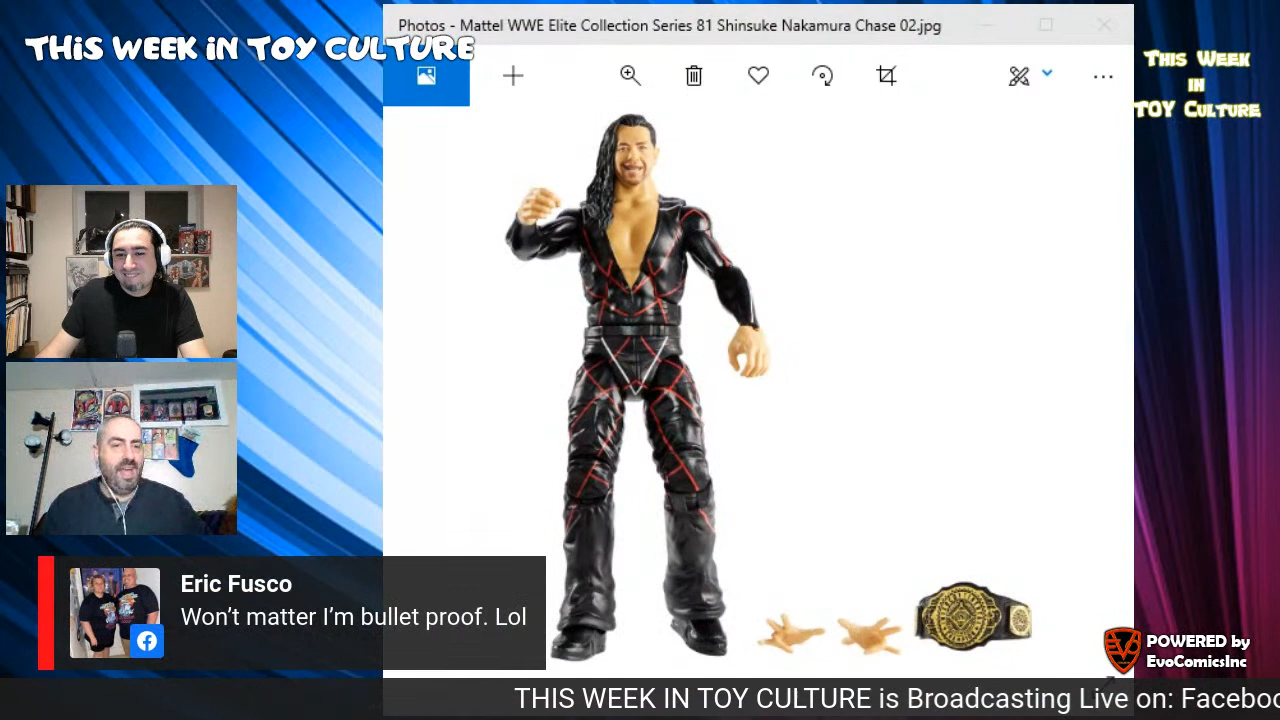 Photos - Mattel WWE Elite Collection Series 81 Shinsuke Nakamura Chase 02.jpg
THiS WEEK iN TOY CULTURE
This Week
in
TOY Culture
Eric Fusco
Won’t matter I’m bullet proof. Lol
POWERED by
EvoComicsInc
THIS WEEK IN TOY CULTURE is Broadcasting Live on: Faceboo